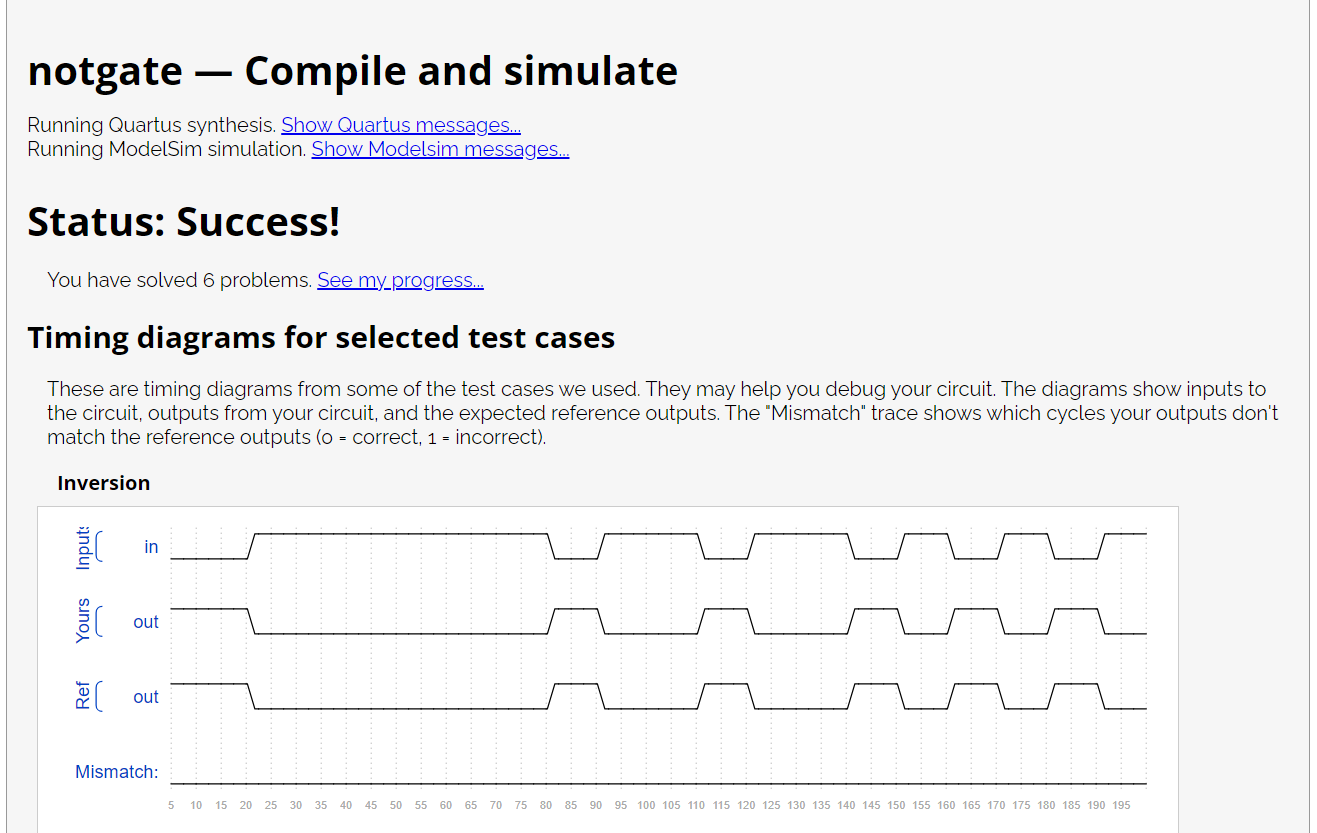 notgate — Compile and simulate
Running Quartus synthesis. Show Quartus messages...
Running ModelSim simulation. Show Modelsim messages...
Status: Success!
You have solved 6 problems. See my progress...
Timing diagrams for selected test cases
These are timing diagrams from some of the test cases we used. They may help you debug your circuit. The diagrams show inputs to
the circuit, outputs from your circuit, and the expected reference outputs. The "Mismatch" trace shows which cycles your outputs don't
match the reference outputs (0 = correct, 1 = incorrect).
Inversion
Inputs in
Yours out
Ref out
Mismatch:
5 10 15 20 25 30 35 40 45 50 55 60 65 70 75 80 85 90 95 100 105 110 115 120 125 130 135 140 145 150 155 160 165 170 175 180 185 190 195